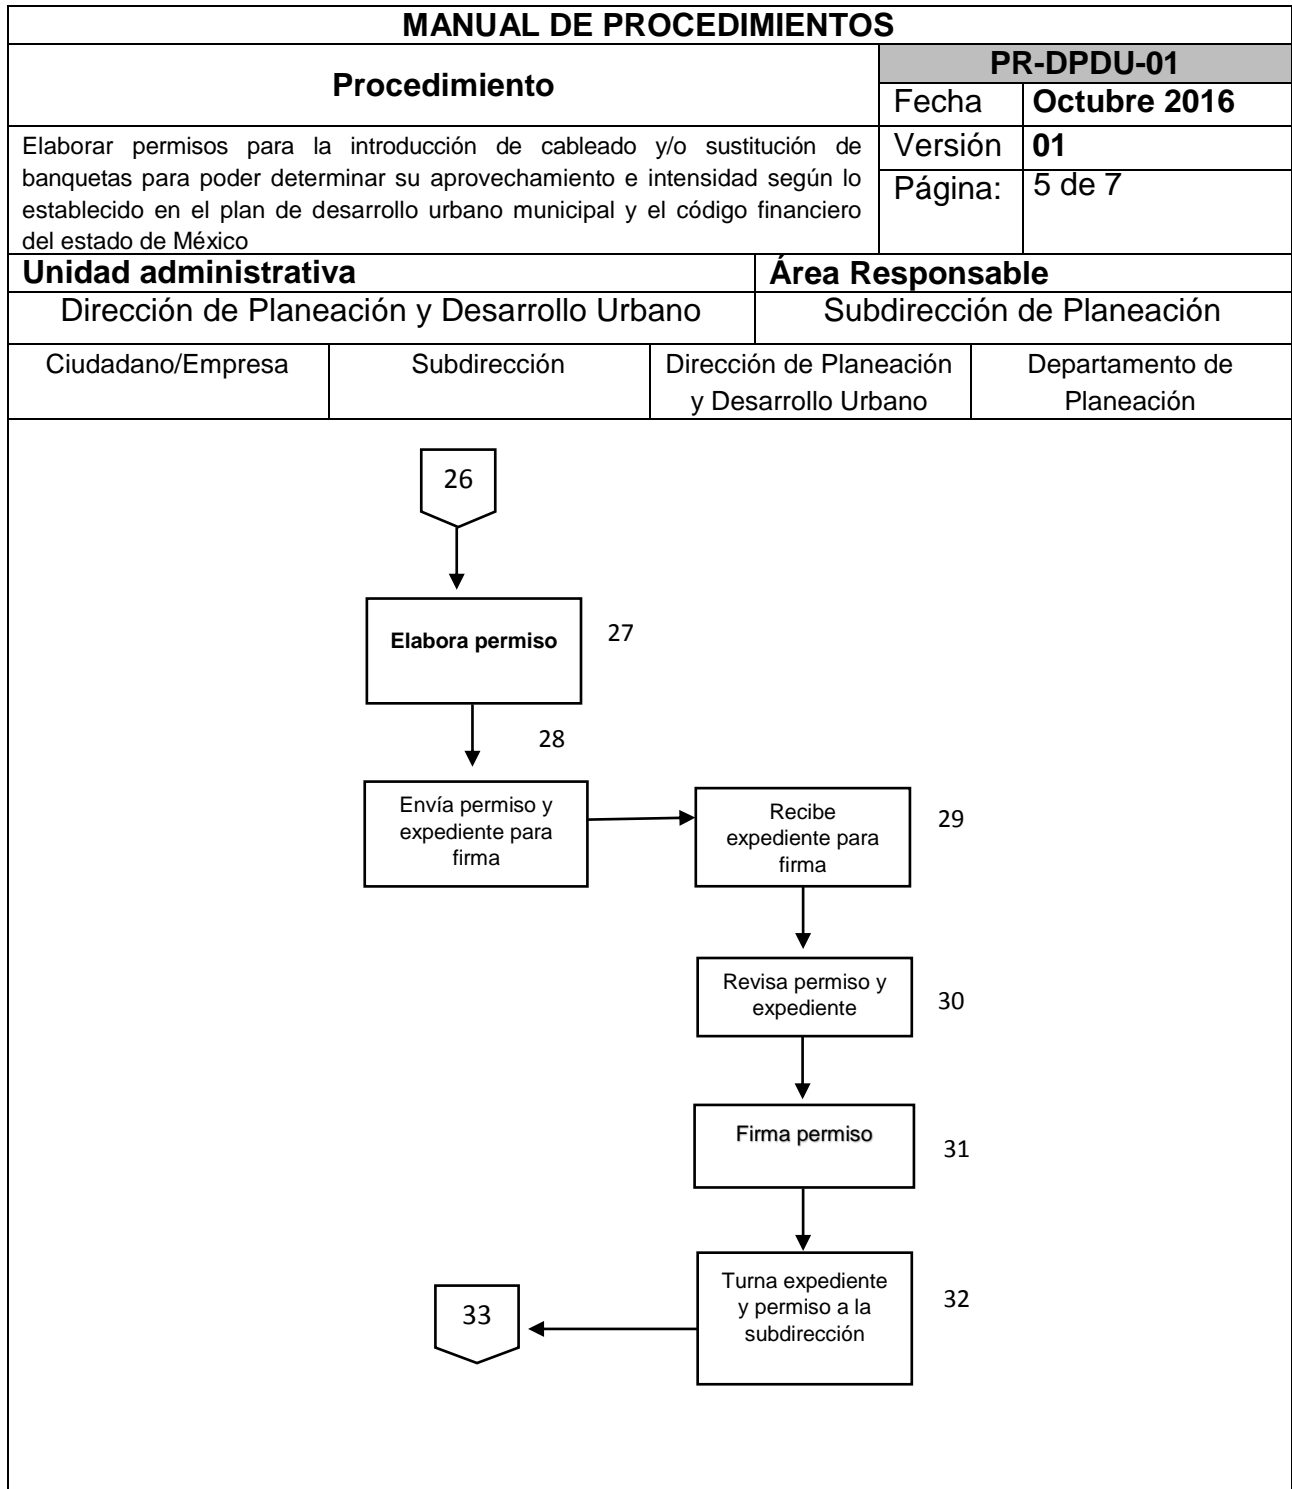 MANUAL DE PROCEDIMIENTOS
Procedimiento
PR-DPDU-01
Fecha
Octubre 2016
Elaborar permisos para la introducción de cableado y/o sustitución de
banquetas para poder determinar su aprovechamiento e intensidad según lo
establecido en el plan de desarrollo urbano municipal y el código financiero
del estado de México
Versión
01
Página:
5 de 7
Unidad administrativa
Área Responsable
Dirección de Planeación y Desarrollo Urbano
Subdirección de Planeación
Ciudadano/Empresa
Subdirección
Dirección de Planeación
y Desarrollo Urbano
Departamento de
Planeación
26
Elabora permiso
27
28
Envía permiso y
expediente para
firma
Recibe
expediente para
firma
29
Revisa permiso y
expediente
30
Firma permiso
31
Turna expediente
y permiso a la
subdirección
32
33